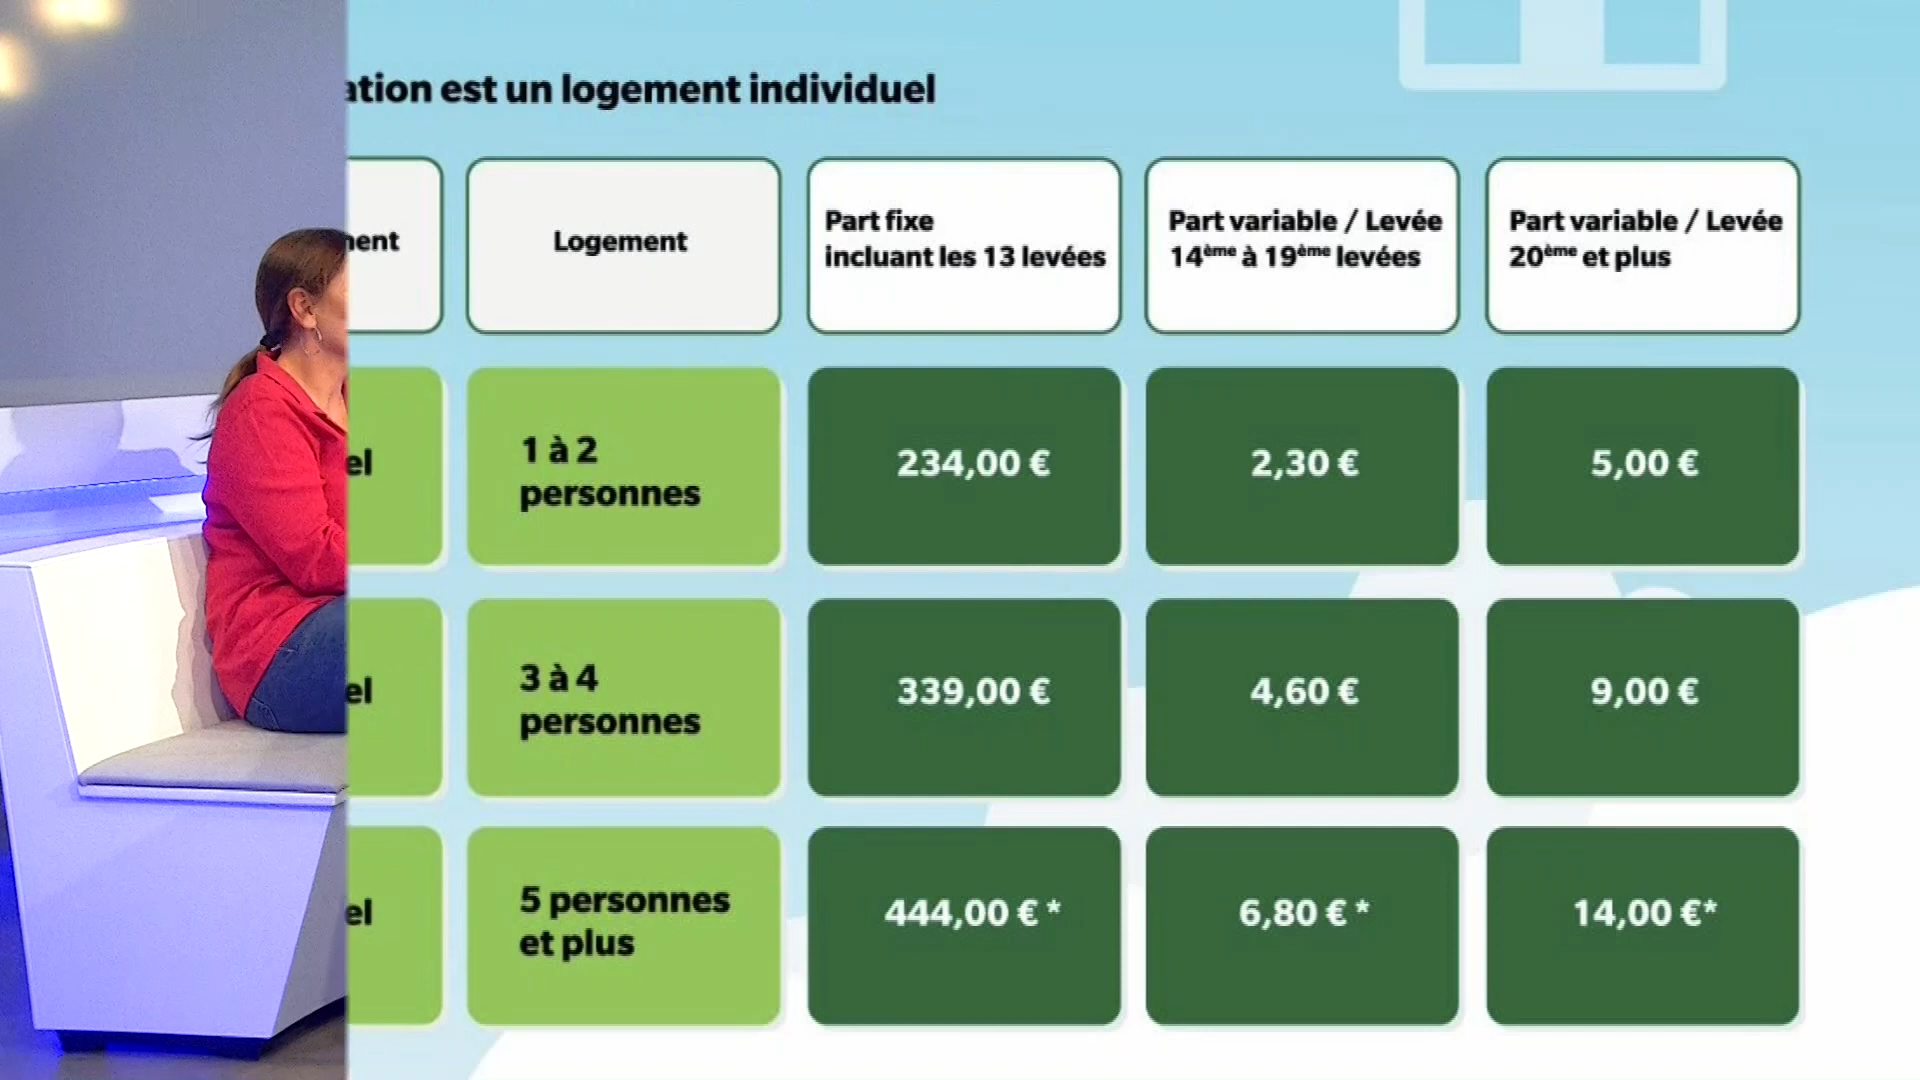 ation est un logement individuel
ment
Logement
Part fixe
incluant les 13 levées
Part variable / Levée
14ème à 19ème levées
Part variable / Levée
20ème et plus
el
1 à 2
personnes
234,00 €
2,30 €
5,00 €
el
3 à 4
personnes
339,00 €
4,60 €
9,00 €
el
5 personnes
et plus
444,00 € *
6,80 € *
14,00 €*